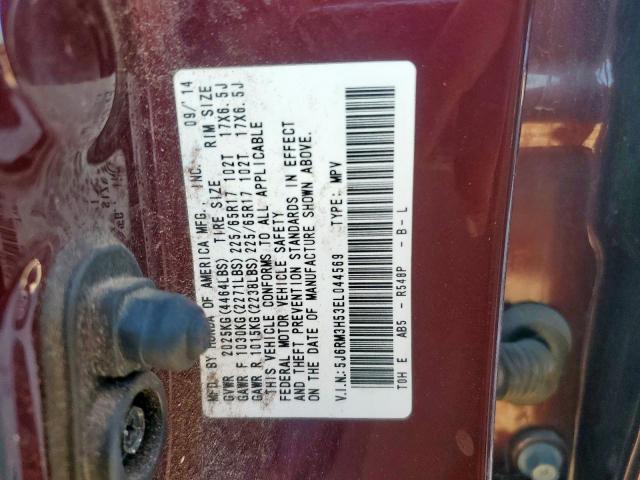 09/14
MFD. BY HONDA OF AMERICA MFG., INC.
TIRE SIZE RIM SIZE
GVWR 2025KG(4464LBS)
GAWR F 1030KG(2271LBS) 225/65R17 102T 17X6.5J
GAWR R 1015KG(2238LBS) 225/65R17 102T 17X6.5J
THIS VEHICLE CONFORMS TO ALL APPLICABLE
FEDERAL MOTOR VEHICLE SAFETY
AND THEFT PREVENTION STANDARDS IN EFFECT
ON THE DATE OF MANUFACTURE SHOWN ABOVE.
V.I.N.: 5J6RM3H53EL044569 TYPE: MPV
T0H E AB5 - R548P - B - L